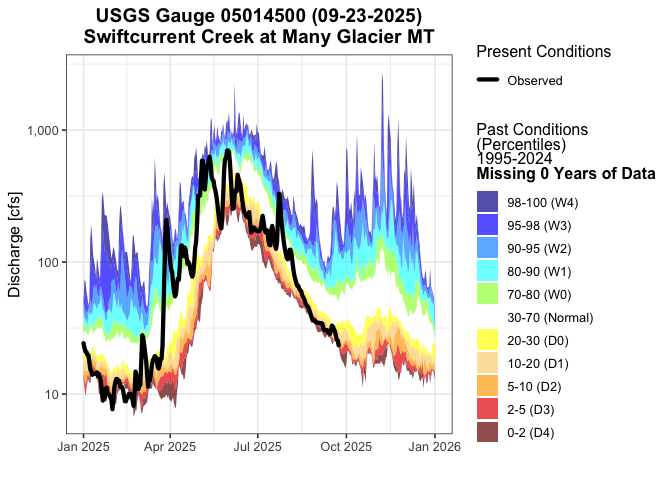 USGS Gauge 05014500 (09-23-2025)
Swiftcurrent Creek at Many Glacier MT
Discharge [cfs]
1,000
100
10
Jan 2025
Apr 2025
Jul 2025
Oct 2025
Jan 2026
Present Conditions
Observed
Past Conditions
(Percentiles)
1995-2024
Missing 0 Years of Data
98-100 (W4)
95-98 (W3)
90-95 (W2)
80-90 (W1)
70-80 (W0)
30-70 (Normal)
20-30 (D0)
10-20 (D1)
5-10 (D2)
2-5 (D3)
0-2 (D4)